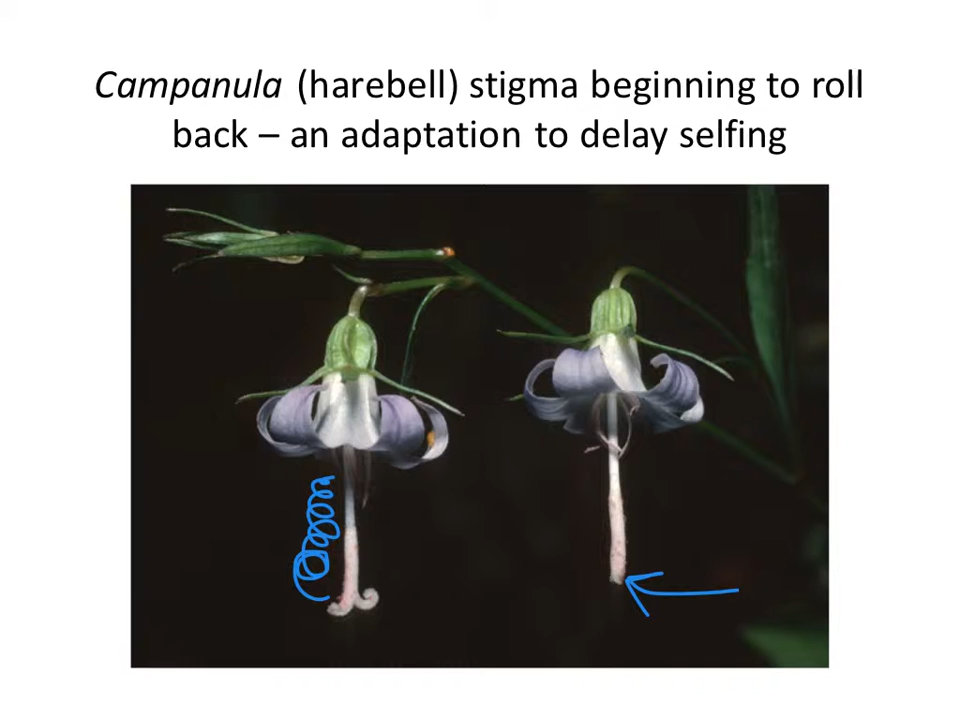 Campanula (harebell) stigma beginning to roll
back – an adaptation to delay selfing